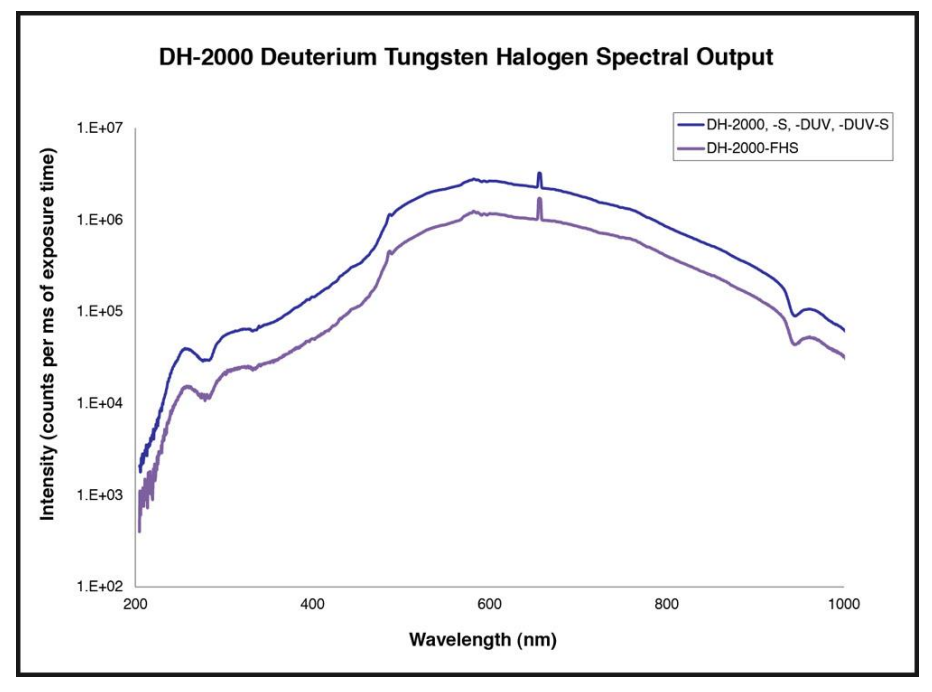 DH-2000 Deuterium Tungsten Halogen Spectral Output
DH-2000, -S, -DUV, -DUV-S
DH-2000-FHS
Intensity (counts per ms of exposure time)
1.E+07
1.E+06
1.E+05
1.E+04
1.E+03
1.E+02
200 400 600 800 1000
Wavelength (nm)